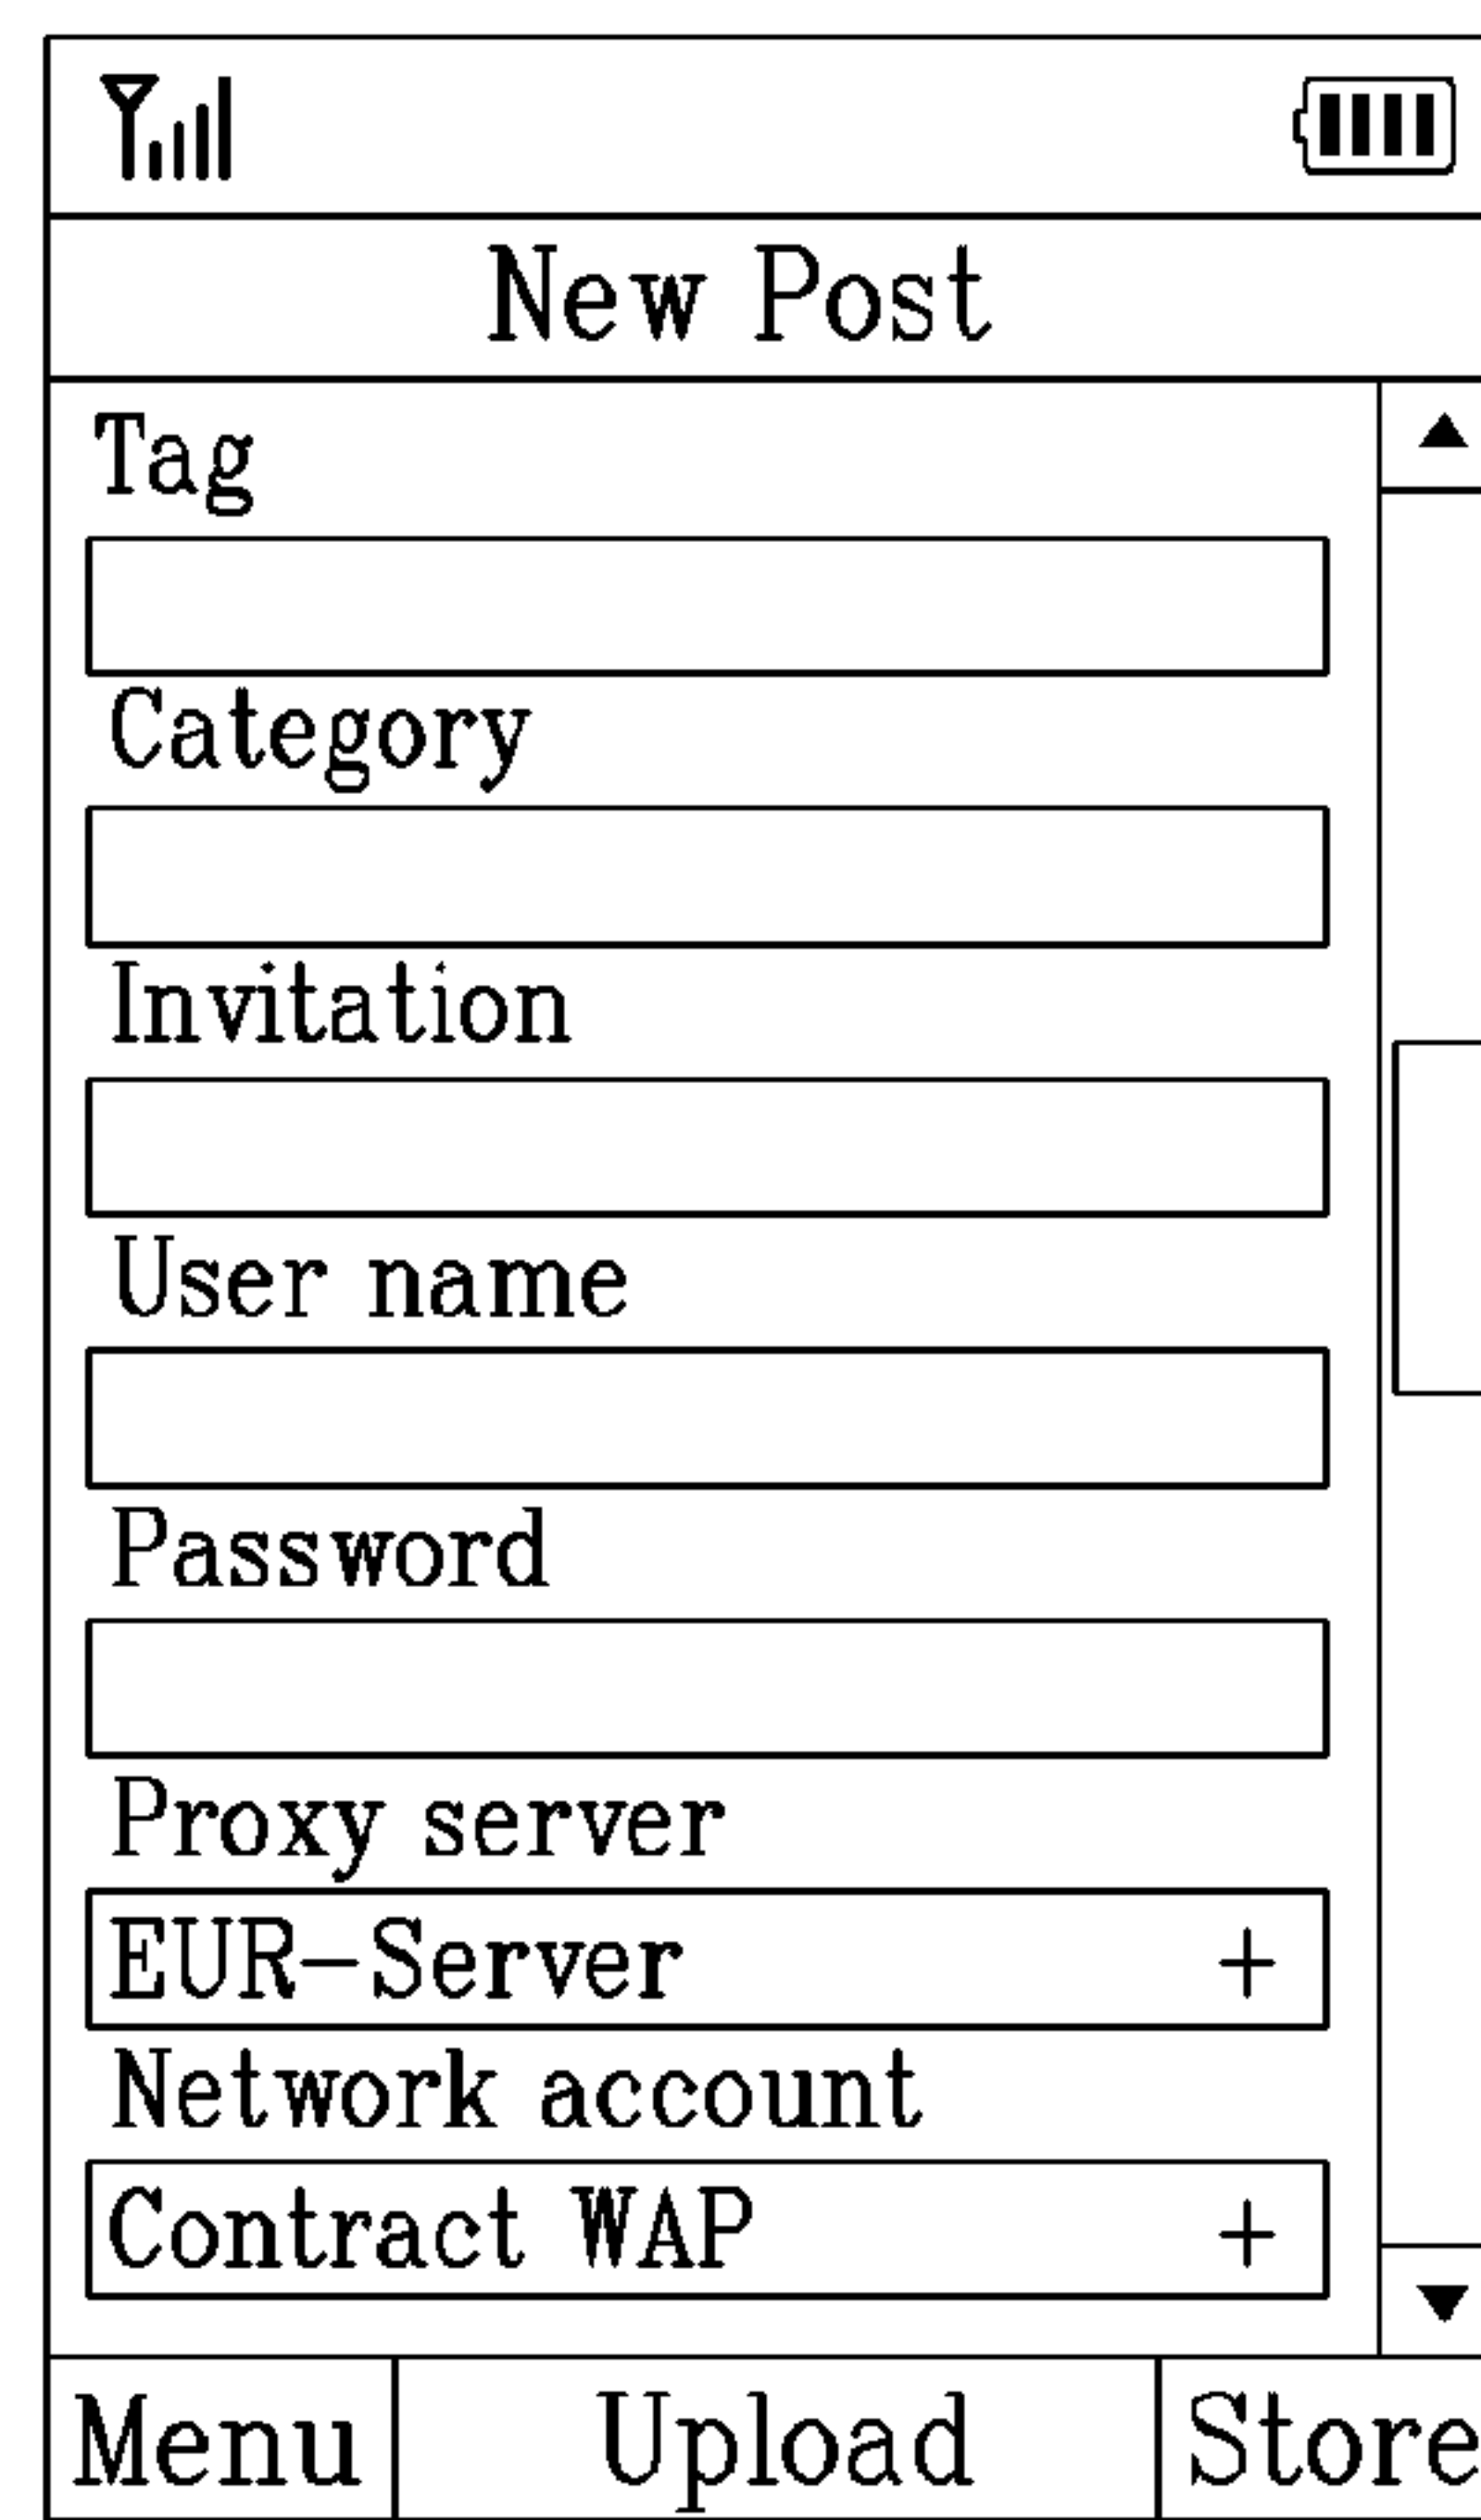 New Post
Tag
Category
Invitation
User name
Password
Proxy server
EUR-Server +
Network account
Contract WAP +
Menu Upload Store